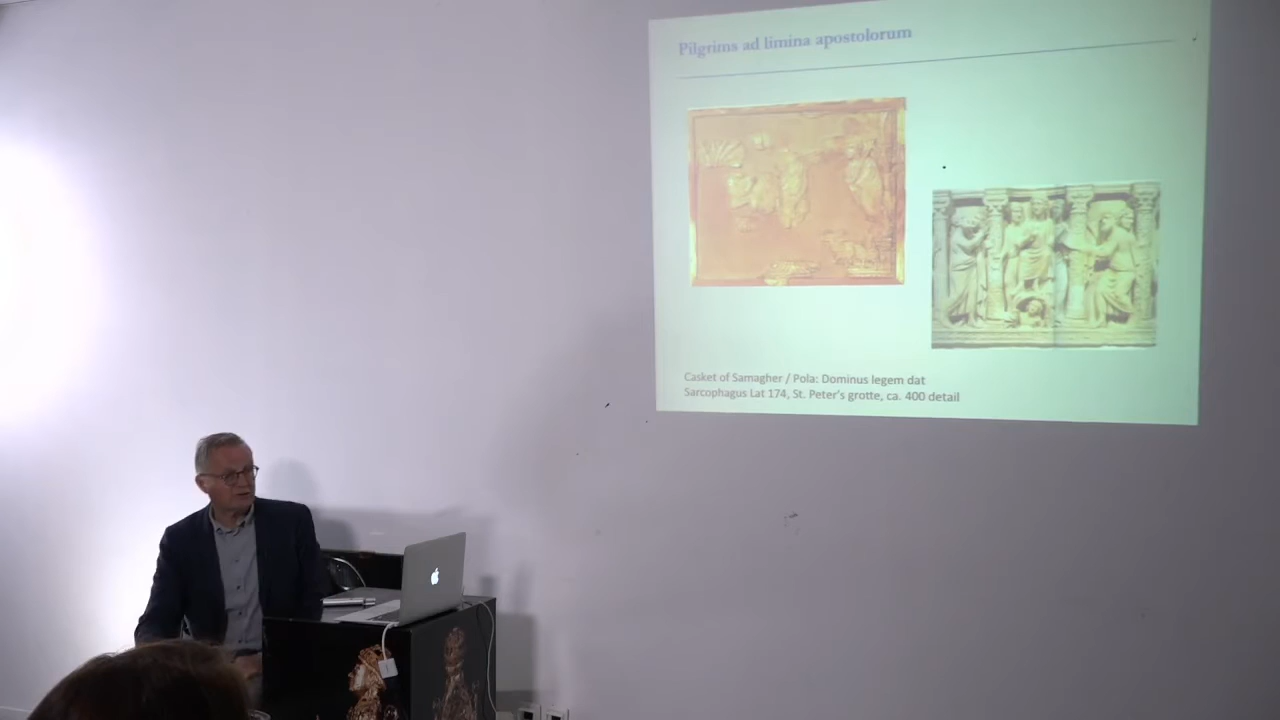 Pilgrims ad limina apostolorum
Casket of Samagher / Pola: Dominus legem dat
Sarcophagus Lat 174, St. Peter's grotte, ca. 400 detail